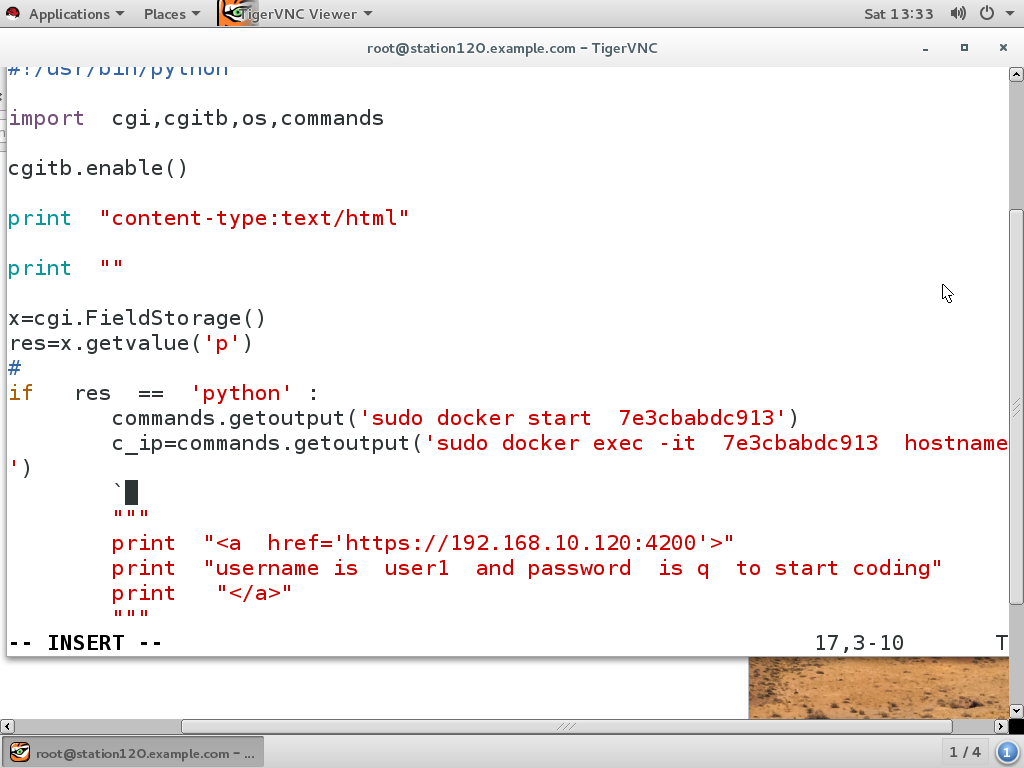 Applications Places TigerVNC Viewer Sat 13:33
root@station120.example.com - TigerVNC
#!/usr/bin/python
import  cgi,cgitb,os,commands
cgitb.enable()
print  "content-type:text/html"
print  ""
x=cgi.FieldStorage()
res=x.getvalue('p')
#
if   res  ==  'python' :
        commands.getoutput('sudo docker start  7e3cbabdc913')
        c_ip=commands.getoutput('sudo docker exec -it  7e3cbabdc913  hostname
')
        `
        """
        print  "<a  href='https://192.168.10.120:4200'>"
        print  "username is  user1  and password  is q  to start coding"
        print   "</a>"
        """
-- INSERT -- 17,3-10 T
root@station120.example.com - ... 1 / 4 1